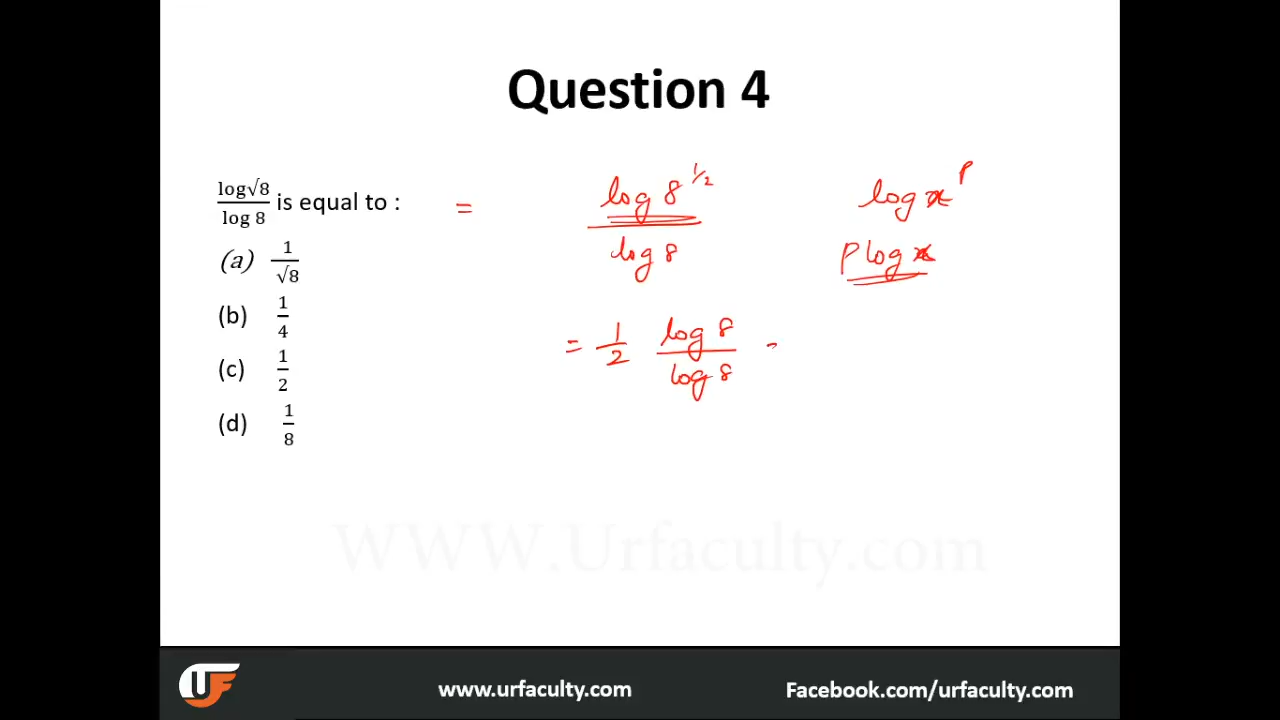 Question 4
log√8 / log 8 is equal to : = log 8^1/2 / log 8
log x^P
P log x
(a) 1/√8
(b) 1/4
= 1/2 log 8 / log 8 =
(c) 1/2
(d) 1/8
WWW.Urfaculty.com
UF www.urfaculty.com Facebook.com/urfaculty.com